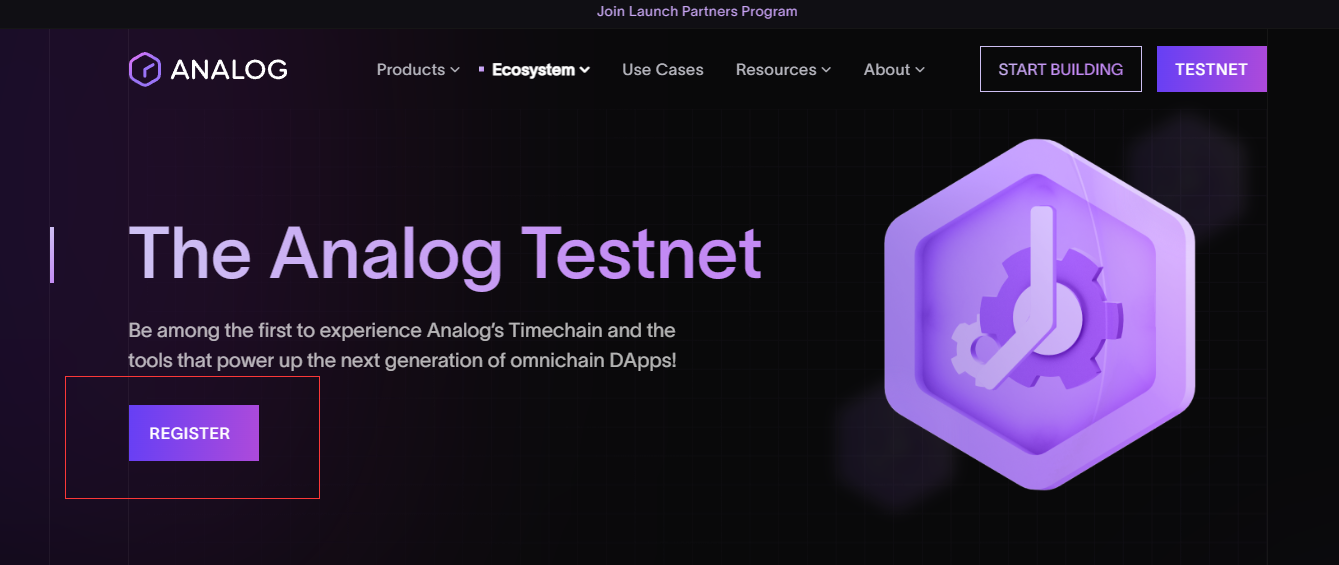 Join Launch Partners Program
ANALOG
Products
Ecosystem
Use Cases
Resources
About
START BUILDING
TESTNET
The Analog Testnet
Be among the first to experience Analog’s Timechain and the
tools that power up the next generation of omnichain DApps!
REGISTER